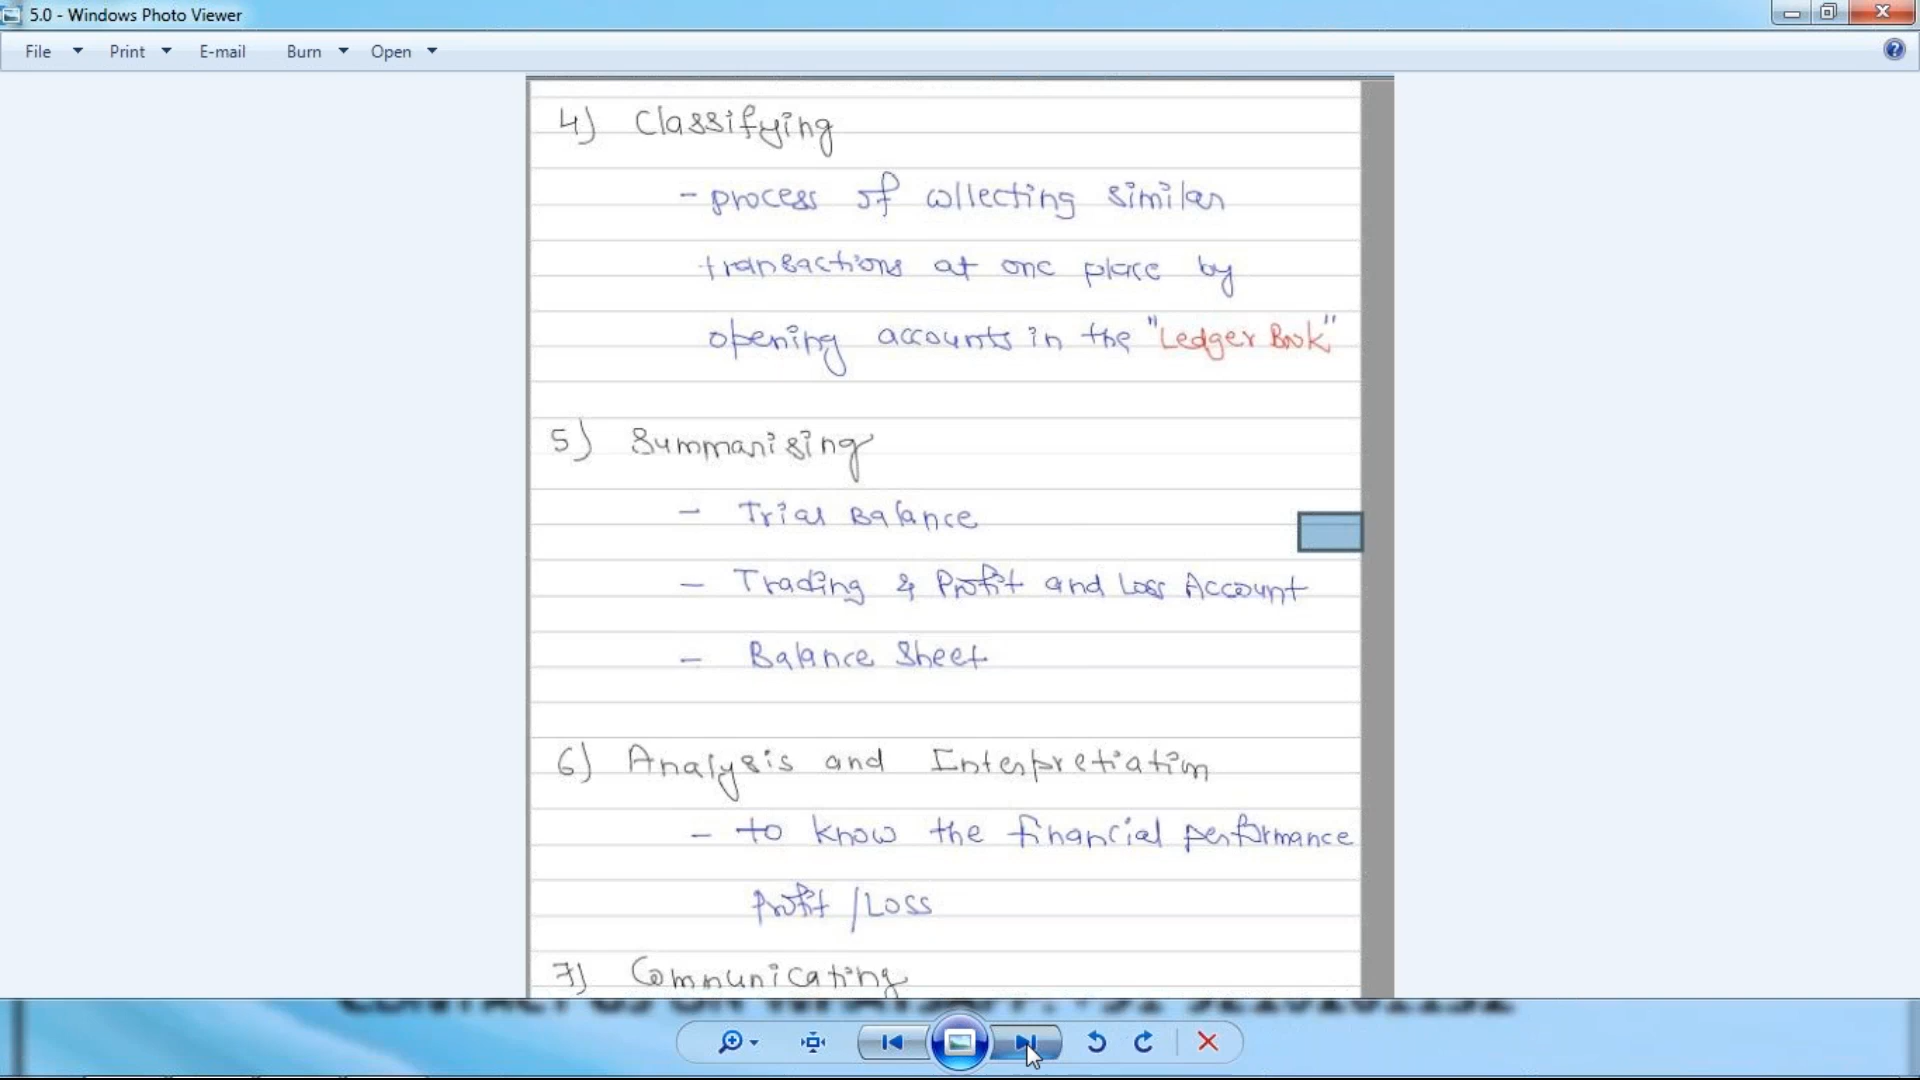 5.0 - Windows Photo Viewer
File Print E-mail Burn Open
4) Classifying
- process of collecting similar
transactions at one place by
opening accounts in the "Ledger Book"
5) Summarising
- Trial Balance
- Trading & Profit and Loss Account
- Balance Sheet
6) Analysis and Interpretiation
- to know the financial performance
Profit / Loss
7) Communicating